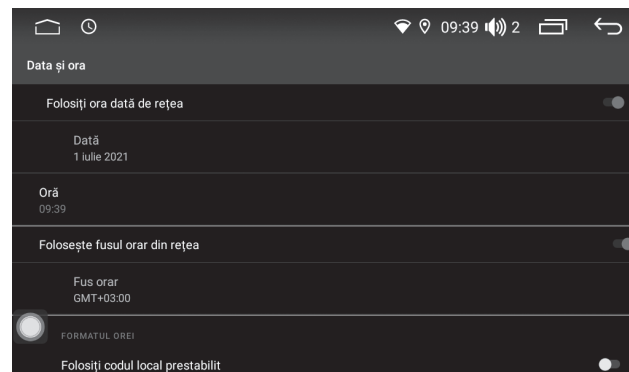 09:39 2
Data și ora
Folosiți ora dată de rețea
Dată
1 iulie 2021
Oră
09:39
Folosește fusul orar din rețea
Fus orar
GMT+03:00
FORMATUL OREI
Folosiți codul local prestabilit